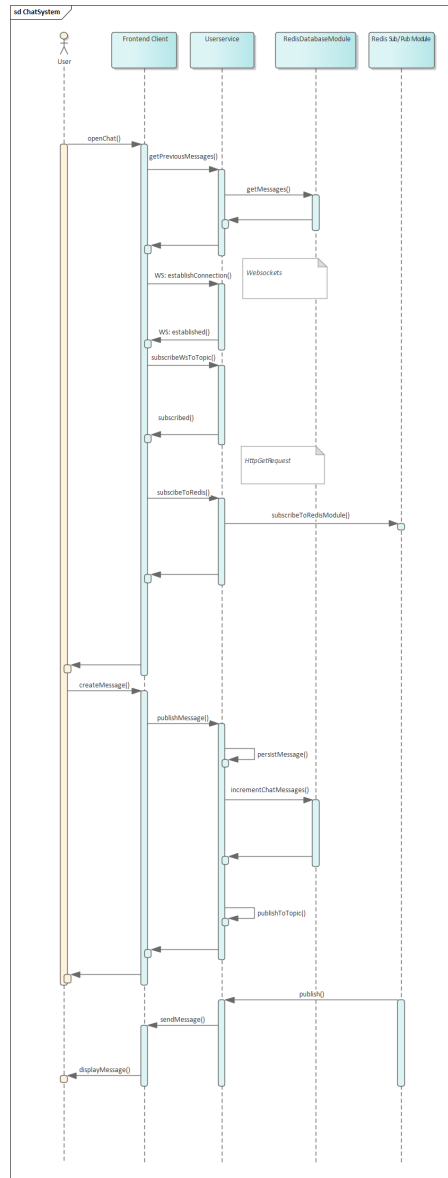 sd ChatSystem
User
Frontend Client
Userservice
RedisDatabaseModule
Redis Sub/Pub Module
openChat()
getPreviousMessages()
getMessages()
Websockets
WS: establishConnection()
WS: established()
subscribeWsToTopic()
subscribed()
HttpGetRequest
subscibeToRedis()
subscribeToRedisModule()
createMessage()
publishMessage()
persistMessage()
incrementChatMessages()
publishToTopic()
publish()
sendMessage()
displayMessage()